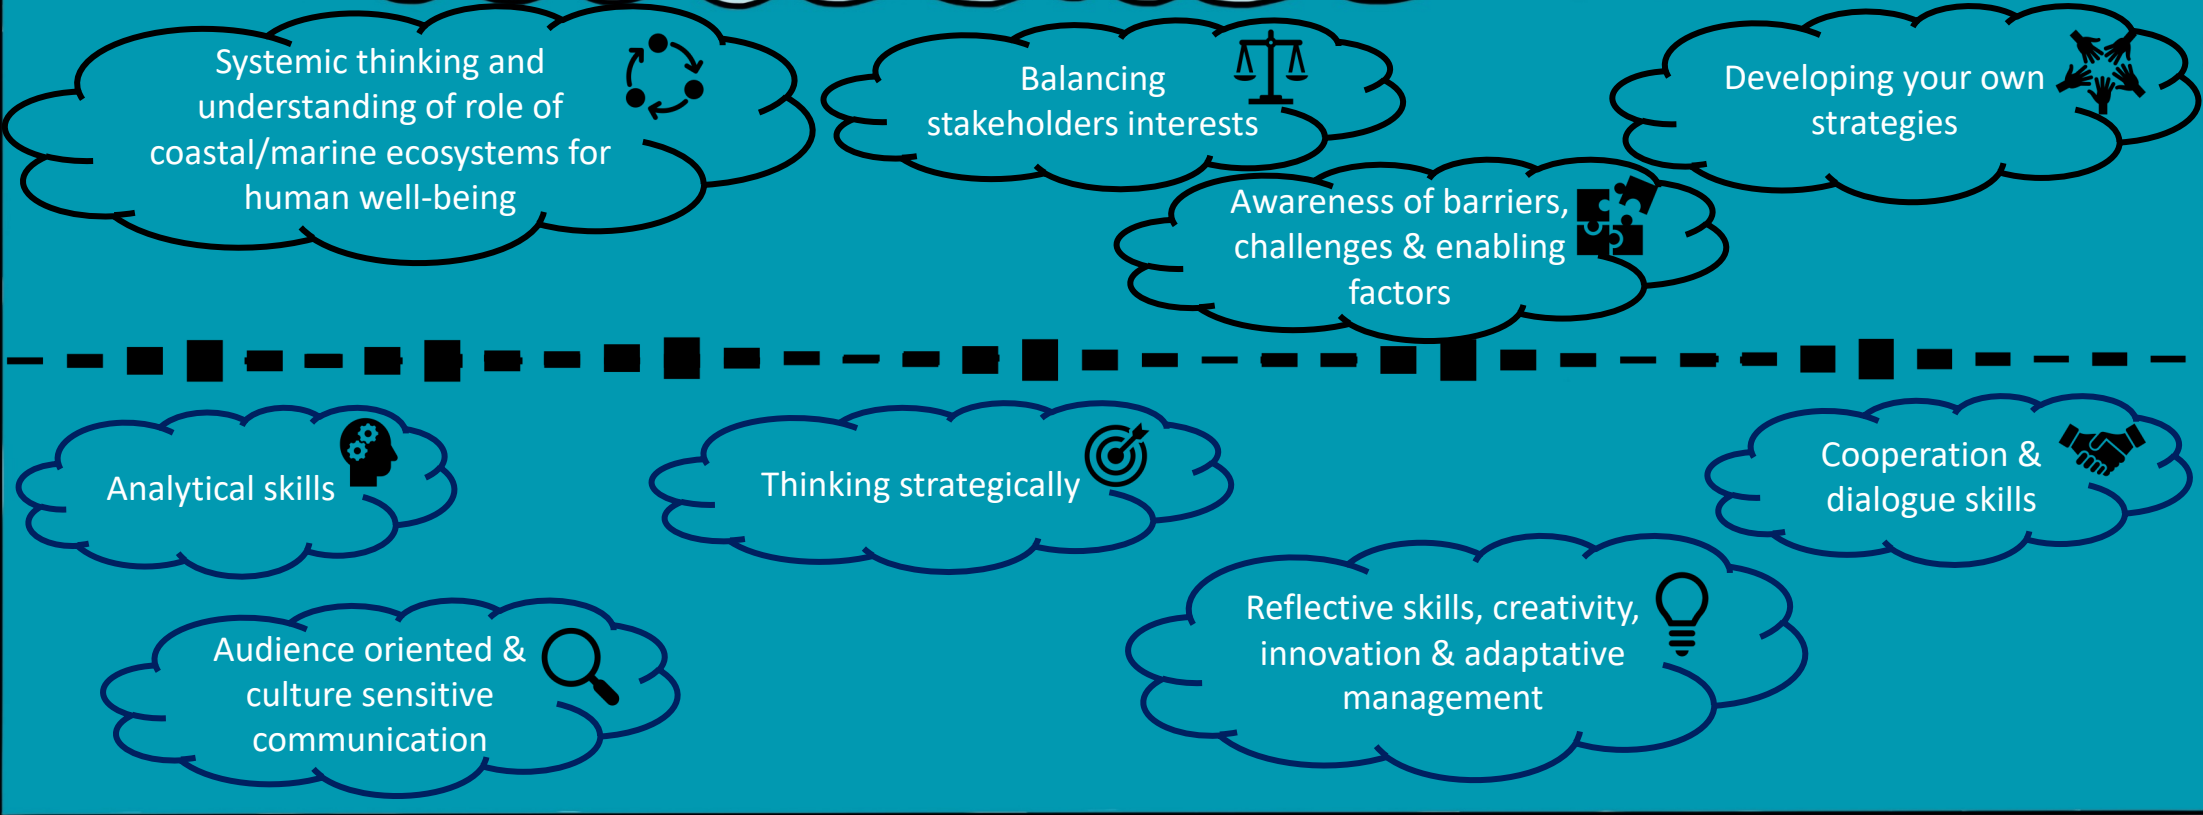 Systemic thinking and
understanding of role of
coastal/marine ecosystems for
human well-being
Balancing
stakeholders interests
Awareness of barriers,
challenges & enabling
factors
Developing your own
strategies
Analytical skills
Audience oriented &
culture sensitive
communication
Thinking strategically
Reflective skills, creativity,
innovation & adaptative
management
Cooperation &
dialogue skills